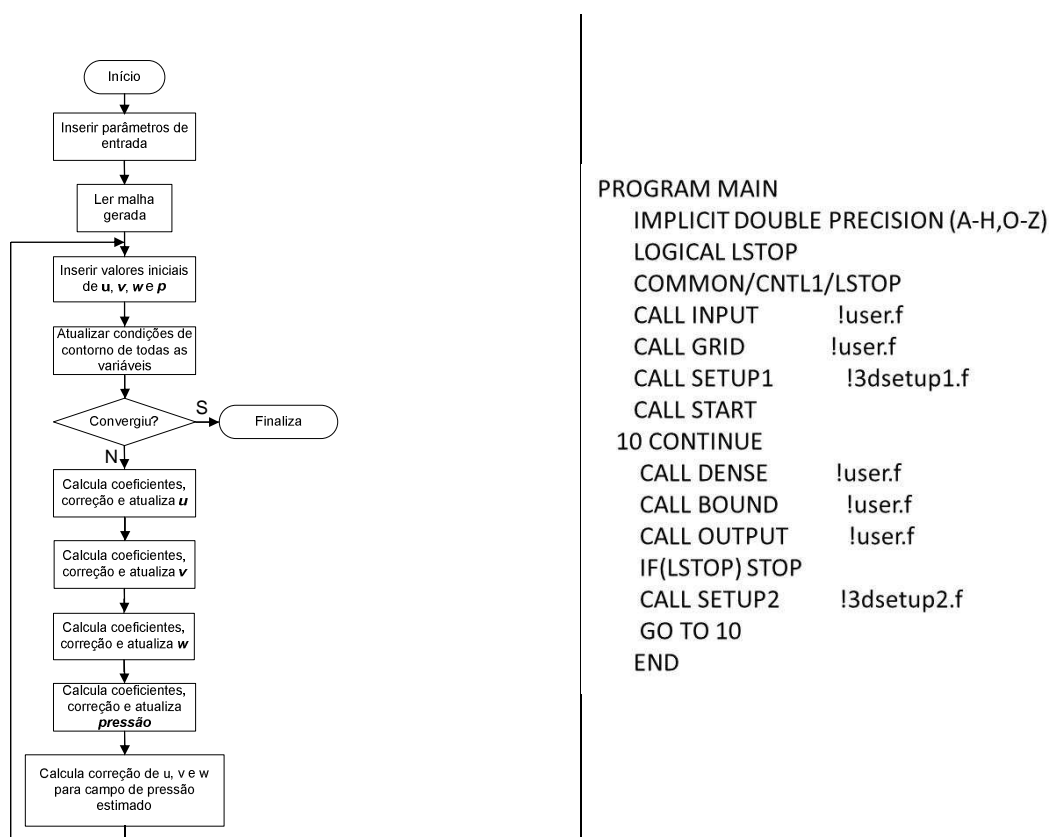 Início
Inserir parâmetros de
entrada
Ler malha
gerada
Inserir valores iniciais
de u, v, w e p
Atualizar condições de
contorno de todas as
variáveis
Convergiu?
S
Finaliza
N
Calcula coeficientes,
correção e atualiza u
Calcula coeficientes,
correção e atualiza v
Calcula coeficientes,
correção e atualiza w
Calcula coeficientes,
correção e atualiza
pressão
Calcula correção de u, v e w
para campo de pressão
estimado
PROGRAM MAIN
IMPLICIT DOUBLE PRECISION (A-H,O-Z)
LOGICAL LSTOP
COMMON/CNTL1/LSTOP
CALL INPUT !user.f
CALL GRID !user.f
CALL SETUP1 !3dsetup1.f
CALL START
10 CONTINUE
CALL DENSE !user.f
CALL BOUND !user.f
CALL OUTPUT !user.f
IF(LSTOP) STOP
CALL SETUP2 !3dsetup2.f
GO TO 10
END